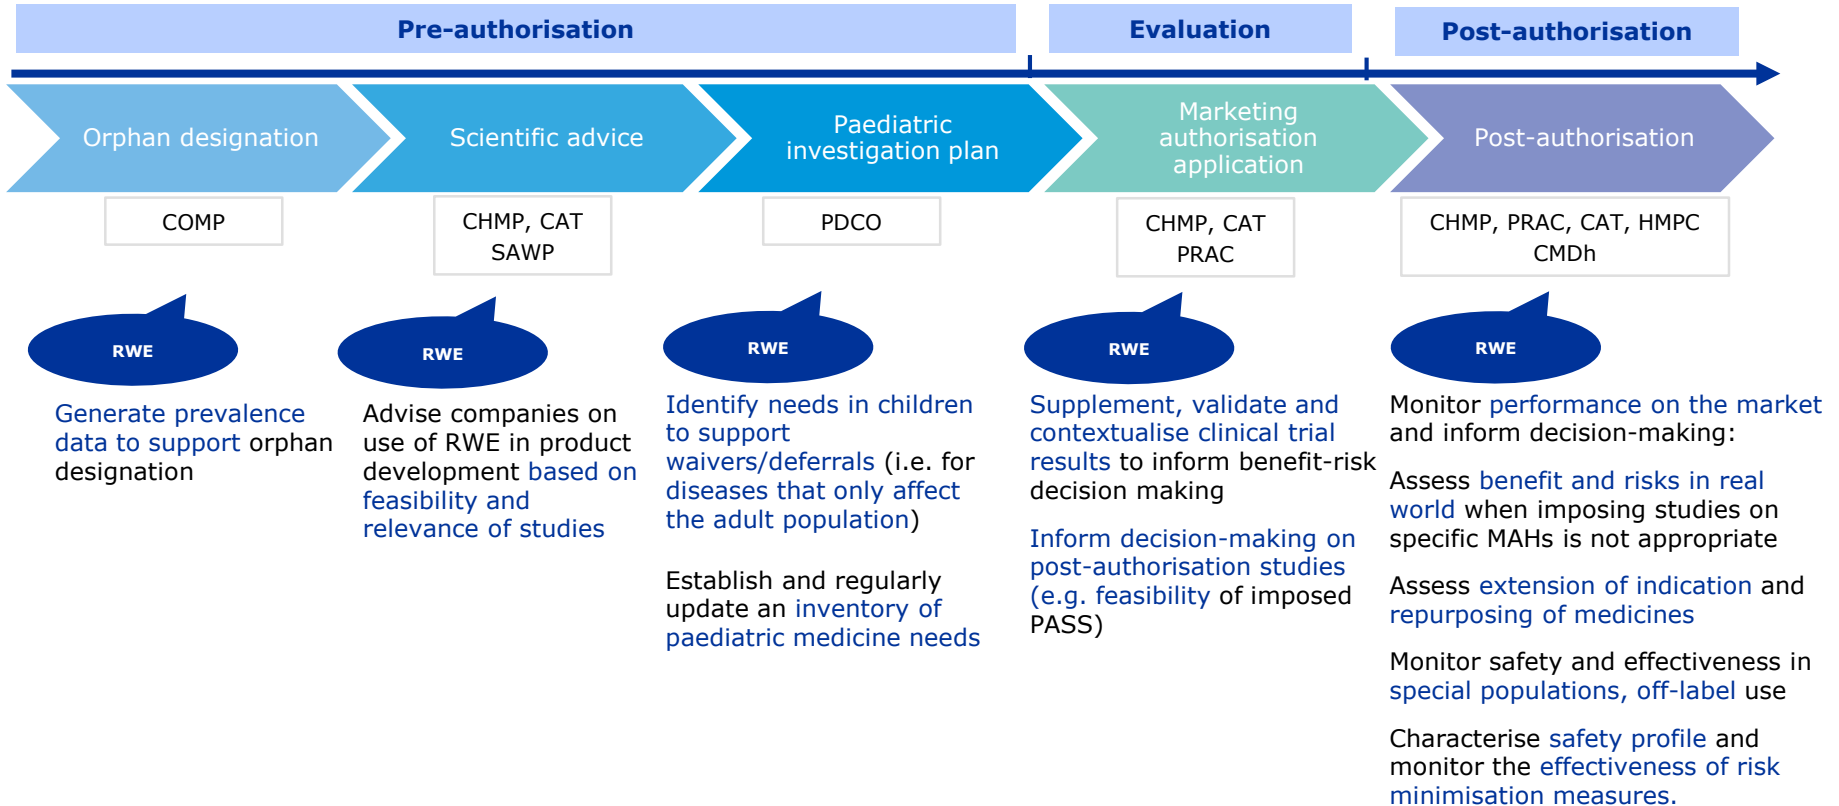 Pre-authorisation
Evaluation
Post-authorisation
Orphan designation
Scientific advice
Paediatric
investigation plan
Marketing
authorisation
application
Post-authorisation
COMP
CHMP, CAT
SAWP
PDCO
CHMP, CAT
PRAC
CHMP, PRAC, CAT, HMPC
CMDh
RWE
RWE
RWE
RWE
RWE
Generate prevalence
data to support orphan
designation
Advise companies on
use of RWE in product
development based on
feasibility and
relevance of studies
Identify needs in children
to support
waivers/deferrals (i.e. for
diseases that only affect
the adult population)
Establish and regularly
update an inventory of
paediatric medicine needs
Supplement, validate and
contextualise clinical trial
results to inform benefit-risk
decision making
Inform decision-making on
post-authorisation studies
(e.g. feasibility of imposed
PASS)
Monitor performance on the market
and inform decision-making:
Assess benefit and risks in real
world when imposing studies on
specific MAHs is not appropriate
Assess extension of indication and
repurposing of medicines
Monitor safety and effectiveness in
special populations, off-label use
Characterise safety profile and
monitor the effectiveness of risk
minimisation measures.